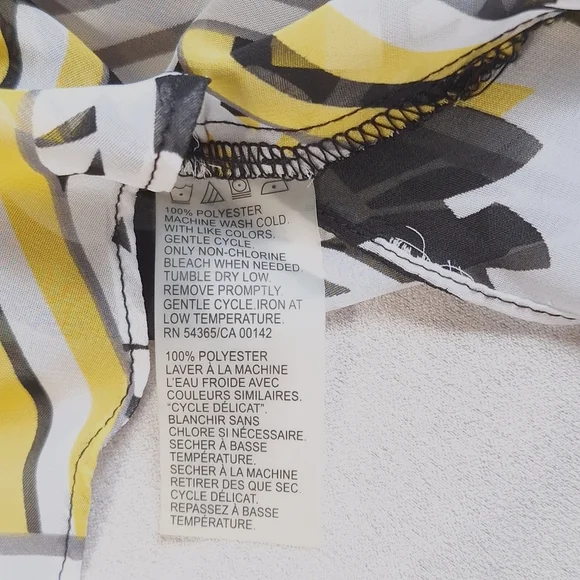 100% POLYESTER
MACHINE WASH COLD.
WITH LIKE COLORS.
GENTLE CYCLE.
ONLY NON-CHLORINE
BLEACH WHEN NEEDED.
TUMBLE DRY LOW.
REMOVE PROMPTLY.
GENTLE CYCLE.IRON AT
LOW TEMPERATURE.
RN 54365/CA 00142
100% POLYESTER
LAVER À LA MACHINE
L'EAU FROIDE AVEC
COULEURS SIMILAIRES.
"CYCLE DÉLICAT".
BLANCHIR SANS
CHLORE SI NÉCESSAIRE.
SECHER À BASSE
TEMPÉRATURE.
SECHER À LA MACHINE
RETIRER DES QUE SEC.
CYCLE DÉLICAT.
REPASSEZ À BASSE
TEMPÉRATURE.